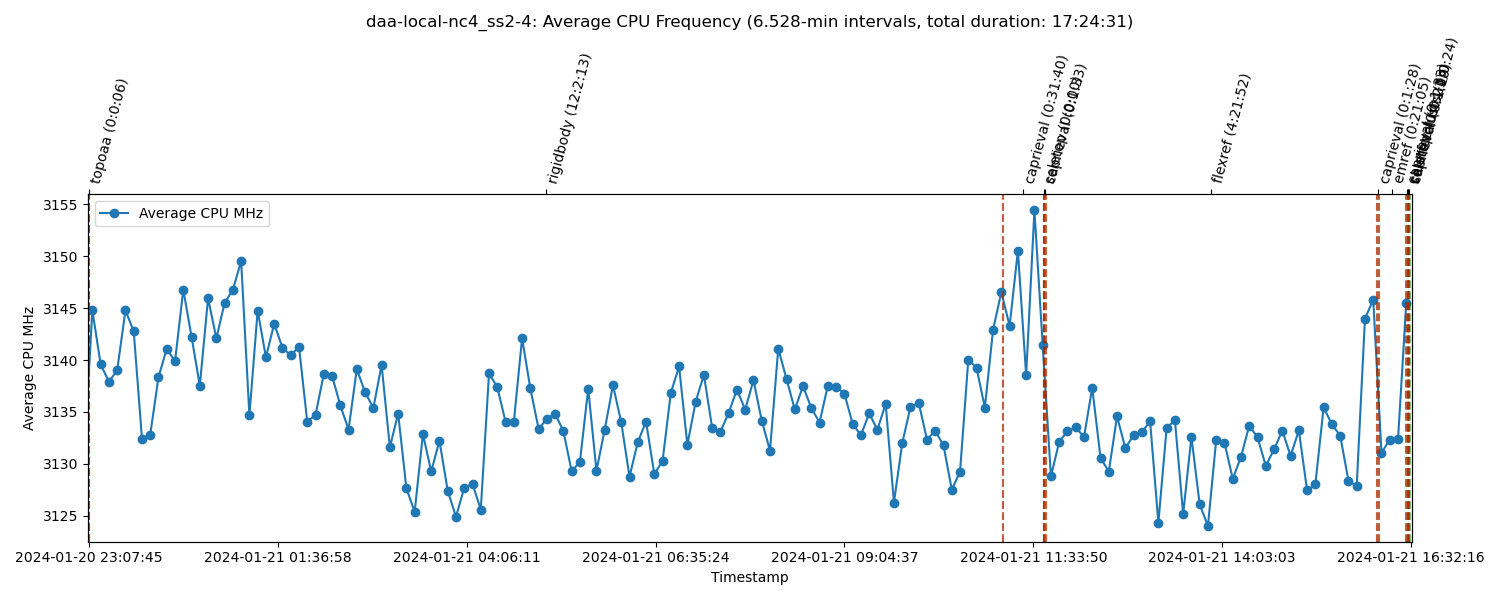 daa-local-nc4_ss2-4: Average CPU Frequency (6.528-min intervals, total duration: 17:24:31)
topoaa (0:0:06)
rigidbody (12:2:13)
caprieval (0:31:40)
flexref (4:21:52)
caprieval (0:1:28)
emref (0:21:05)
Average CPU MHz
3155
3150
3145
3140
3135
3130
3125
Average CPU MHz
2024-01-20 23:07:45
2024-01-21 01:36:58
2024-01-21 04:06:11
2024-01-21 06:35:24
2024-01-21 09:04:37
2024-01-21 11:33:50
2024-01-21 14:03:03
2024-01-21 16:32:16
Timestamp